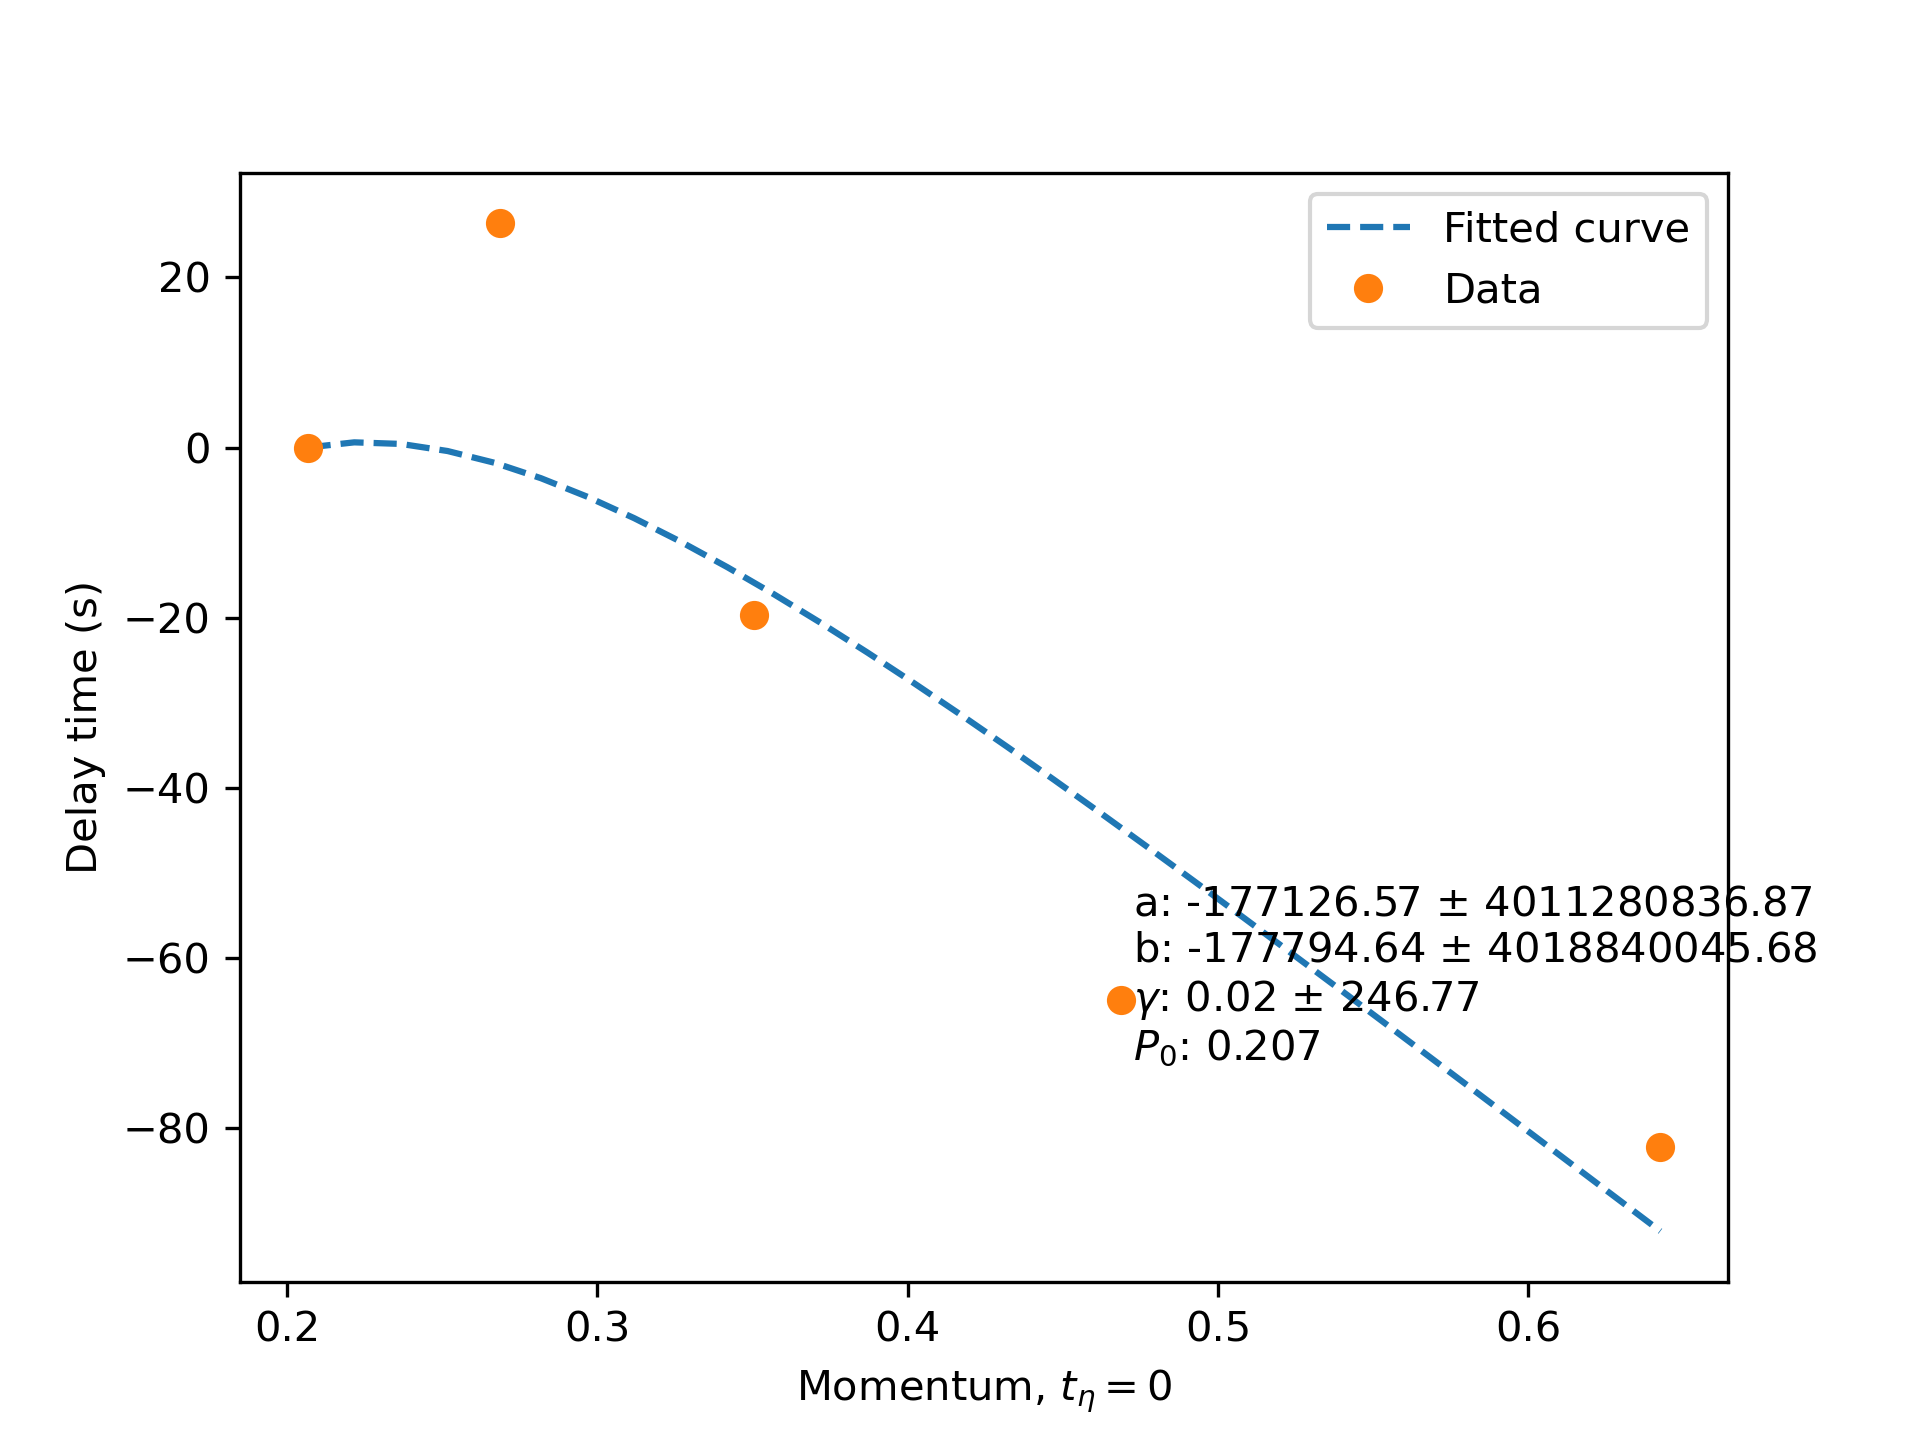 Fitted curve
Data
20
0
−20
−40
−60
−80
Delay time (s)
a: -177126.57 ± 4011280836.87
b: -177794.64 ± 4018840045.68
γ: 0.02 ± 246.77
P₀: 0.207
0.2 0.3 0.4 0.5 0.6
Momentum, tη = 0